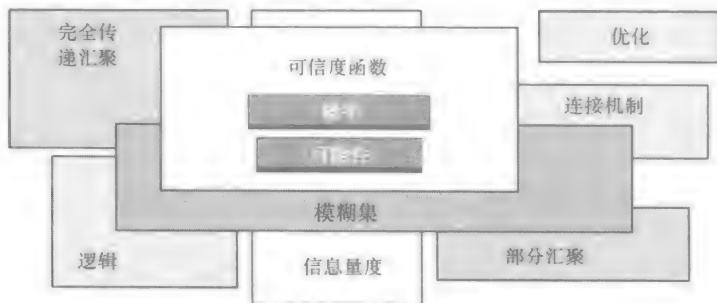 完全传
递汇聚
优化
可信度函数
连接机制
模糊集
逻辑
信息量度
部分汇聚